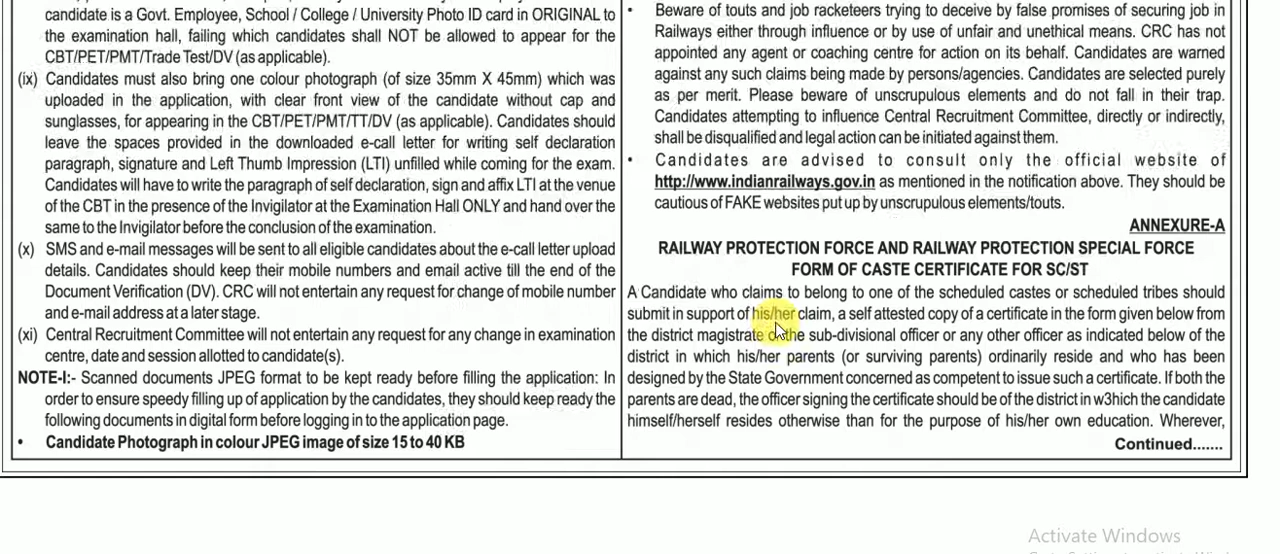 candidate is a Govt. Employee, School / College / University Photo ID card in ORIGINAL to
the examination hall, failing which candidates shall NOT be allowed to appear for the
CBT/PET/PMT/Trade Test/DV (as applicable).
(ix) Candidates must also bring one colour photograph (of size 35mm X 45mm) which was
uploaded in the application, with clear front view of the candidate without cap and
sunglasses, for appearing in the CBT/PET/PMT/TT/DV (as applicable). Candidates should
leave the spaces provided in the downloaded e-call letter for writing self declaration
paragraph, signature and Left Thumb Impression (LTI) unfilled while coming for the exam.
Candidates will have to write the paragraph of self declaration, sign and affix LTI at the venue
of the CBT in the presence of the Invigilator at the Examination Hall ONLY and hand over the
same to the Invigilator before the conclusion of the examination.
(x) SMS and e-mail messages will be sent to all eligible candidates about the e-call letter upload
details. Candidates should keep their mobile numbers and email active till the end of the
Document Verification (DV). CRC will not entertain any request for change of mobile number
and e-mail address at a later stage.
(xi) Central Recruitment Committee will not entertain any request for any change in examination
centre, date and session allotted to candidate(s).
NOTE-I:- Scanned documents JPEG format to be kept ready before filling the application: In
order to ensure speedy filling up of application by the candidates, they should keep ready the
following documents in digital form before logging in to the application page.
• Candidate Photograph in colour JPEG image of size 15 to 40 KB
• Beware of touts and job racketeers trying to deceive by false promises of securing job in
Railways either through influence or by use of unfair and unethical means. CRC has not
appointed any agent or coaching centre for action on its behalf. Candidates are warned
against any such claims being made by persons/agencies. Candidates are selected purely
as per merit. Please beware of unscrupulous elements and do not fall in their trap.
Candidates attempting to influence Central Recruitment Committee, directly or indirectly,
shall be disqualified and legal action can be initiated against them.
• Candidates are advised to consult only the official website of
http://www.indianrailways.gov.in as mentioned in the notification above. They should be
cautious of FAKE websites put up by unscrupulous elements/touts.
ANNEXURE-A
RAILWAY PROTECTION FORCE AND RAILWAY PROTECTION SPECIAL FORCE
FORM OF CASTE CERTIFICATE FOR SC/ST
A Candidate who claims to belong to one of the scheduled castes or scheduled tribes should
submit in support of his/her claim, a self attested copy of a certificate in the form given below from
the district magistrate the sub-divisional officer or any other officer as indicated below of the
district in which his/her parents (or surviving parents) ordinarily reside and who has been
designed by the State Government concerned as competent to issue such a certificate. If both the
parents are dead, the officer signing the certificate should be of the district in w3hich the candidate
himself/herself resides otherwise than for the purpose of his/her own education. Wherever,
Continued.......
Activate Windows